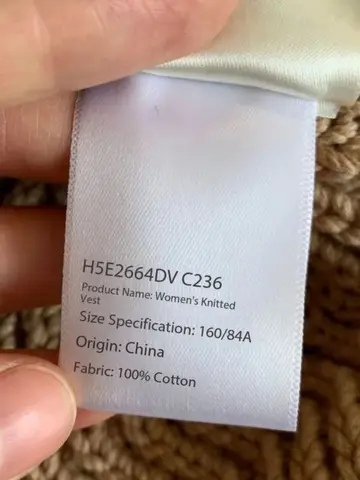 H5E2664DV C236
Product Name: Women's Knitted
Vest
Size Specification: 160/84A
Origin: China
Fabric: 100% Cotton